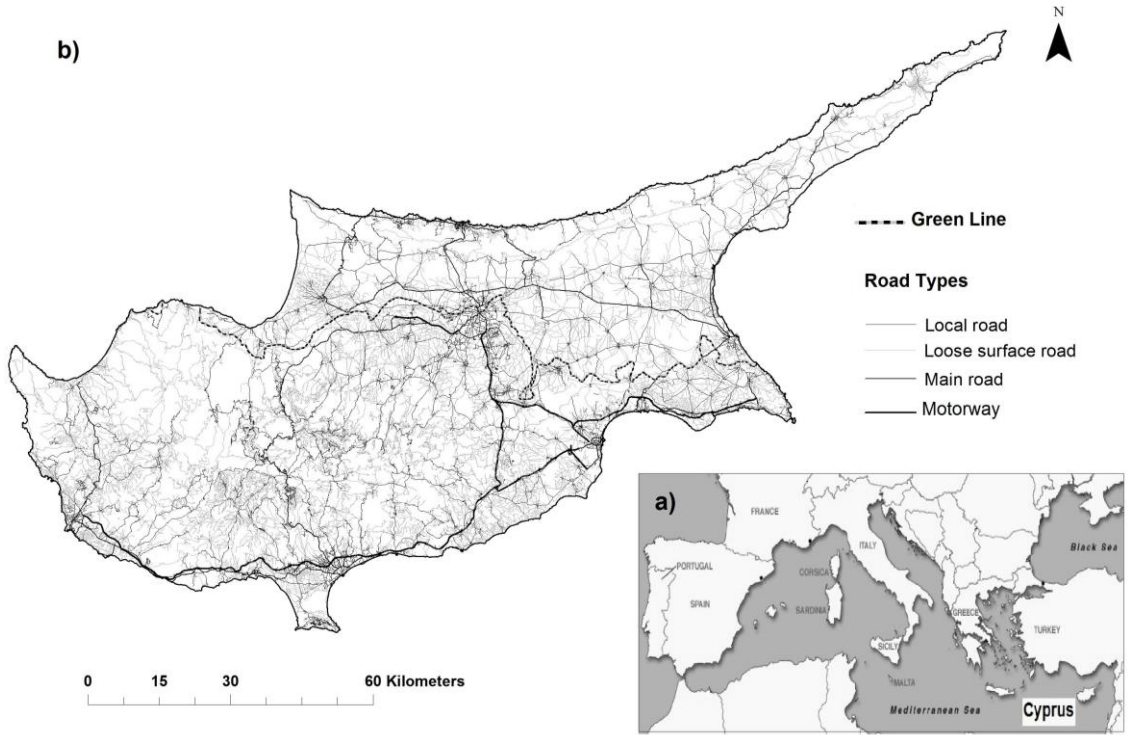 b)
N
Green Line
Road Types
Local road
Loose surface road
Main road
Motorway
0 15 30 60 Kilometers
a)
FRANCE
ITALY
Black Sea
PORTUGAL
CORSICA
SPAIN
SARDINIA
GREECE
TURKEY
SICILY
MALTA
Mediterranean Sea
Cyprus